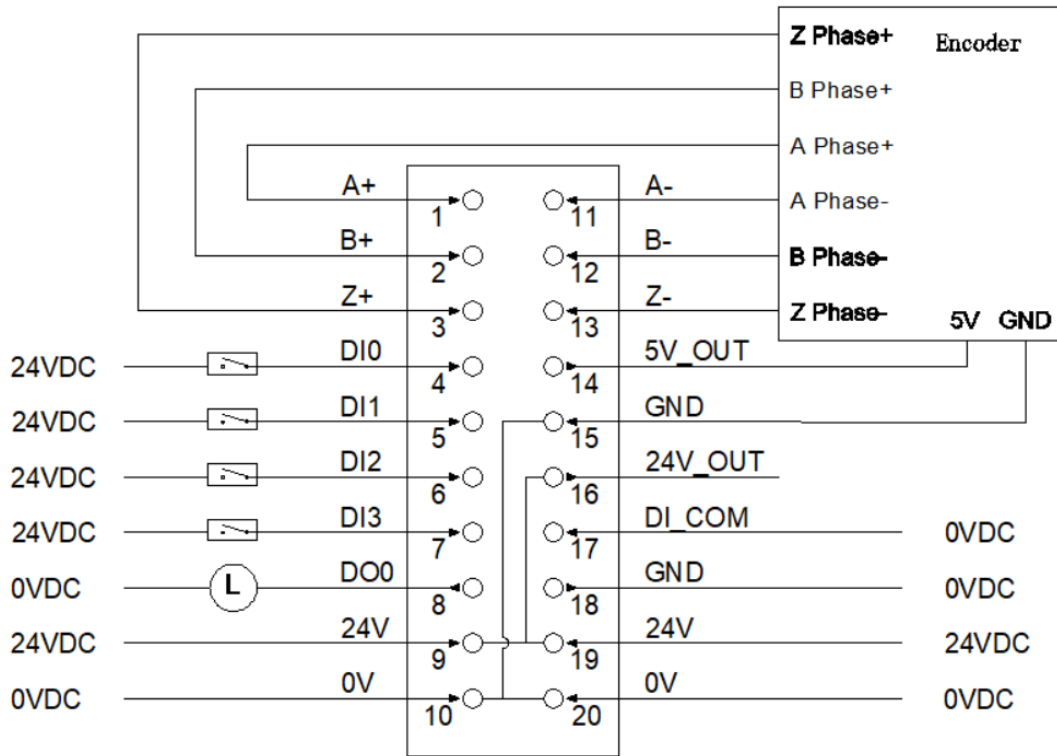 Z Phase+ Encoder
B Phase+
A Phase+
A+ A- A Phase-
1 11
B+ B- B Phase-
2 12
Z+ Z- Z Phase-
3 13 5V GND
24VDC DI0 5V_OUT
4 14
24VDC DI1 GND
5 15
24VDC DI2 24V_OUT
6 16
24VDC DI3 DI_COM 0VDC
7 17
0VDC L DO0 GND 0VDC
8 18
24VDC 24V 24V 24VDC
9 19
0VDC 0V 0V 0VDC
10 20